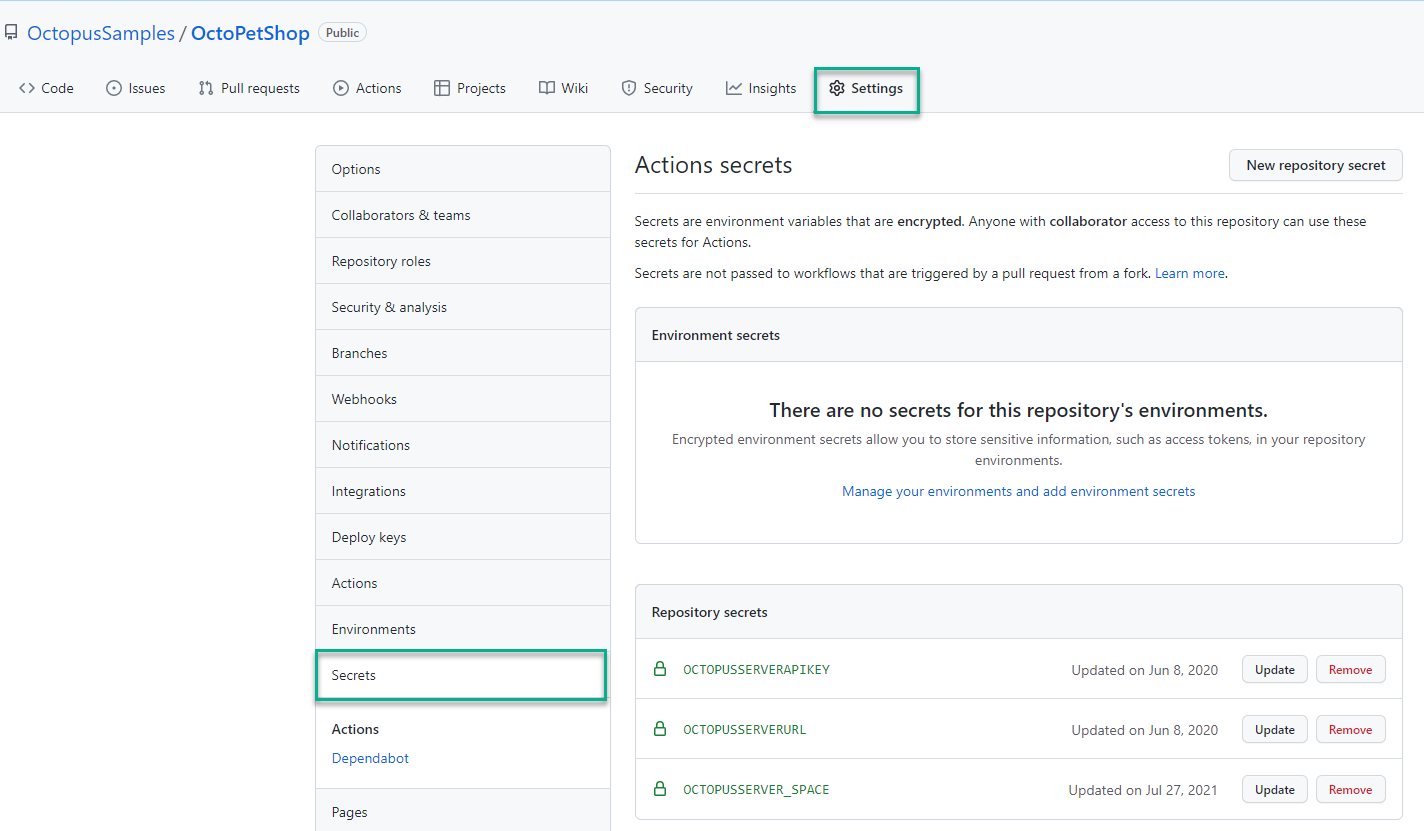 OctopusSamples / OctoPetShop Public
Code Issues Pull requests Actions Projects Wiki Security Insights Settings
Options
Collaborators & teams
Repository roles
Security & analysis
Branches
Webhooks
Notifications
Integrations
Deploy keys
Actions
Environments
Secrets
Actions
Dependabot
Pages
Actions secrets
New repository secret
Secrets are environment variables that are encrypted. Anyone with collaborator access to this repository can use these
secrets for Actions.
Secrets are not passed to workflows that are triggered by a pull request from a fork. Learn more.
Environment secrets
There are no secrets for this repository's environments.
Encrypted environment secrets allow you to store sensitive information, such as access tokens, in your repository
environments.
Manage your environments and add environment secrets
Repository secrets
OCTOPUSSERVERAPIKEY Updated on Jun 8, 2020 Update Remove
OCTOPUSSERVERURL Updated on Jun 8, 2020 Update Remove
OCTOPUSSERVER_SPACE Updated on Jul 27, 2021 Update Remove